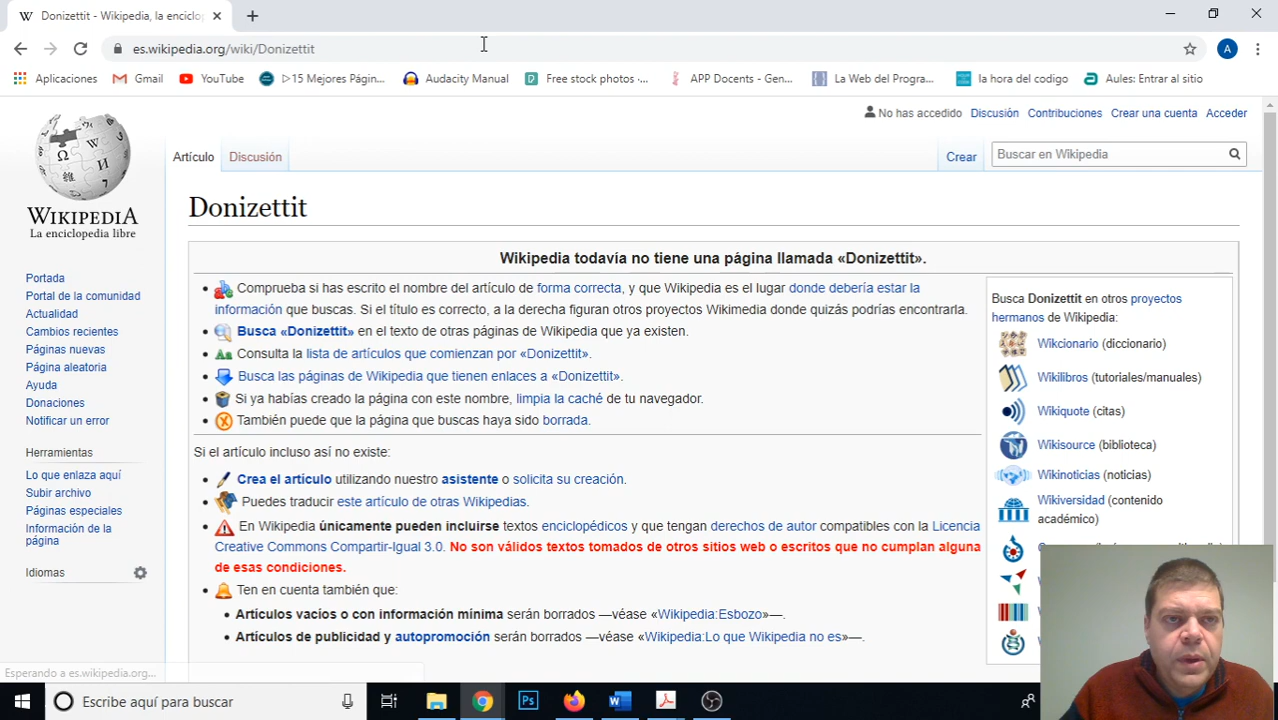 Donizettit - Wikipedia, la enciclo
es.wikipedia.org/wiki/Donizettit
A
Aplicaciones
Gmail
YouTube
▷15 Mejores Págin...
Audacity Manual
Free stock photos ·...
APP Docents - Gen...
La Web del Progra...
la hora del codigo
Aules: Entrar al sitio
No has accedido Discusión Contribuciones Crear una cuenta Acceder
WIKIPEDIA
La enciclopedia libre
Artículo Discusión
Crear
Buscar en Wikipedia
Portada
Portal de la comunidad
Actualidad
Cambios recientes
Páginas nuevas
Página aleatoria
Ayuda
Donaciones
Notificar un error
Herramientas
Lo que enlaza aquí
Subir archivo
Páginas especiales
Información de la
página
Idiomas
Donizettit
Wikipedia todavía no tiene una página llamada «Donizettit».
Comprueba si has escrito el nombre del artículo de forma correcta, y que Wikipedia es el lugar donde debería estar la
información que buscas. Si el título es correcto, a la derecha figuran otros proyectos Wikimedia donde quizás podrías encontrarla.
Busca «Donizettit» en el texto de otras páginas de Wikipedia que ya existen.
Consulta la lista de artículos que comienzan por «Donizettit».
Busca las páginas de Wikipedia que tienen enlaces a «Donizettit».
Si ya habías creado la página con este nombre, limpia la caché de tu navegador.
También puede que la página que buscas haya sido borrada.
Si el artículo incluso así no existe:
Crea el artículo utilizando nuestro asistente o solicita su creación.
Puedes traducir este artículo de otras Wikipedias.
En Wikipedia únicamente pueden incluirse textos enciclopédicos y que tengan derechos de autor compatibles con la Licencia
Creative Commons Compartir-Igual 3.0. No son válidos textos tomados de otros sitios web o escritos que no cumplan alguna
de esas condiciones.
Ten en cuenta también que:
Artículos vacíos o con información mínima serán borrados —véase «Wikipedia:Esbozo»—.
Artículos de publicidad y autopromoción serán borrados —véase «Wikipedia:Lo que Wikipedia no es»—.
Busca Donizettit en otros proyectos
hermanos de Wikipedia:
Wikcionario (diccionario)
Wikilibros (tutoriales/manuales)
Wikiquote (citas)
Wikisource (biblioteca)
Wikinoticias (noticias)
Wikiversidad (contenido
académico)
Esperando a es.wikipedia.org...
Escribe aquí para buscar